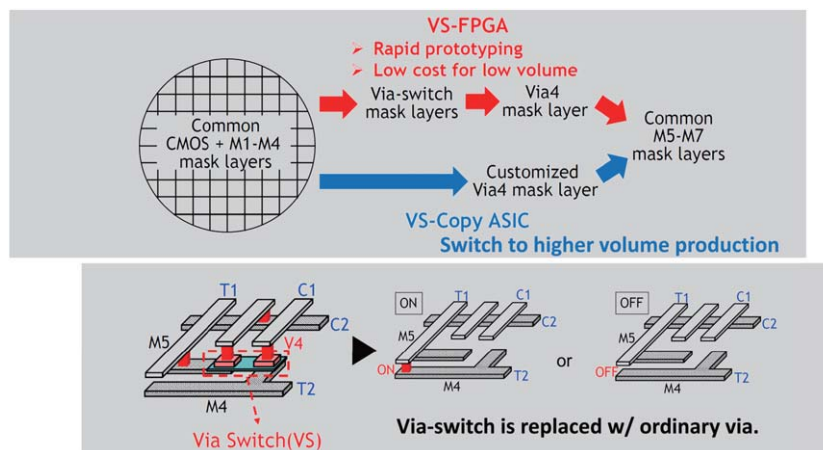 VS-FPGA
➢ Rapid prototyping
➢ Low cost for low volume
Common
CMOS + M1-M4
mask layers
Via-switch
mask layers
Via4
mask layer
Common
M5-M7
mask layers
Customized
Via4 mask layer
VS-Copy ASIC
Switch to higher volume production
T1
C1
C2
M5
V4
T2
M4
Via Switch(VS)
ON
T1
C1
C2
M5
ON
M4
T2
or
OFF
T1
C1
C2
M5
OFF
M4
T2
Via-switch is replaced w/ ordinary via.